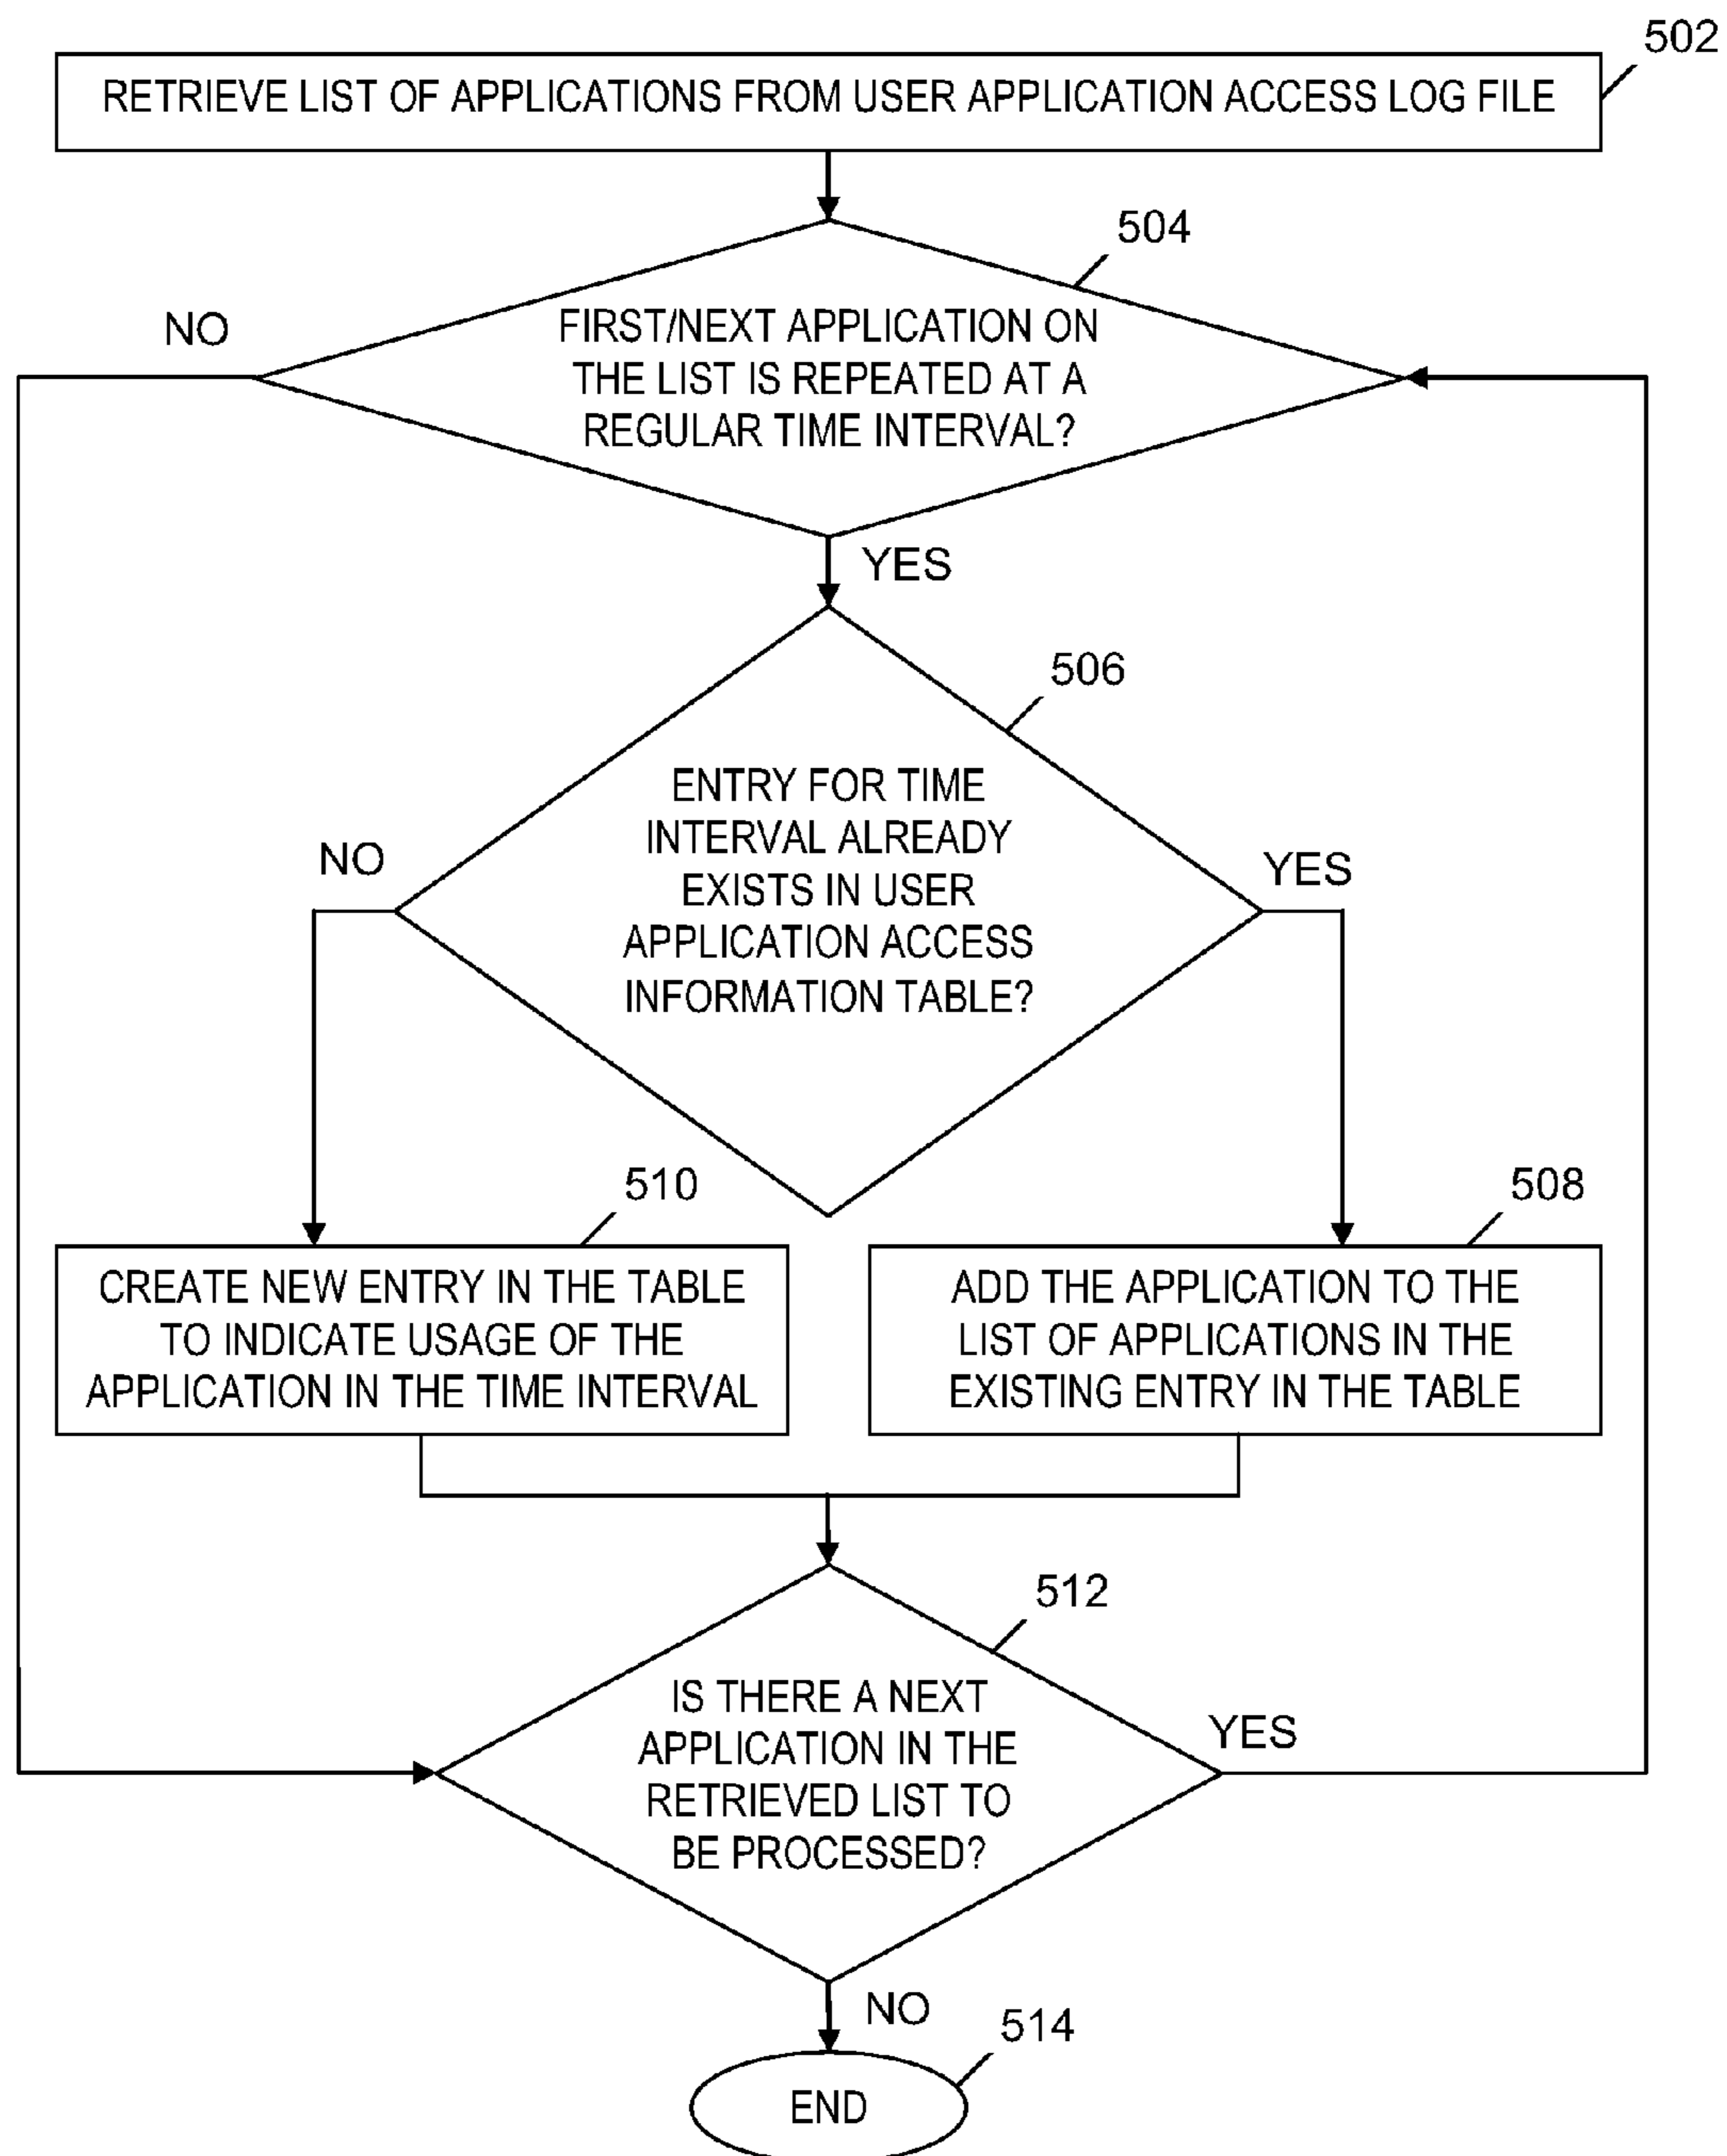 502
RETRIEVE LIST OF APPLICATIONS FROM USER APPLICATION ACCESS LOG FILE
504
NO
FIRST/NEXT APPLICATION ON
THE LIST IS REPEATED AT A
REGULAR TIME INTERVAL?
YES
506
ENTRY FOR TIME
INTERVAL ALREADY
EXISTS IN USER
APPLICATION ACCESS
INFORMATION TABLE?
NO
YES
510
508
CREATE NEW ENTRY IN THE TABLE
TO INDICATE USAGE OF THE
APPLICATION IN THE TIME INTERVAL
ADD THE APPLICATION TO THE
LIST OF APPLICATIONS IN THE
EXISTING ENTRY IN THE TABLE
512
IS THERE A NEXT
APPLICATION IN THE
RETRIEVED LIST TO
BE PROCESSED?
YES
NO
514
END